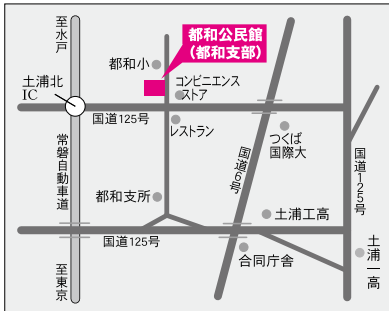 至水戸
都和公民館
(都和支部)
都和小
コンビニエンス
ストア
土浦北
IC
国道125号
レストラン
つくば
国際大
国道6号
国道125号
常磐自動車道
都和支所
土浦工高
国道125号
合同庁舎
土浦一高
至東京